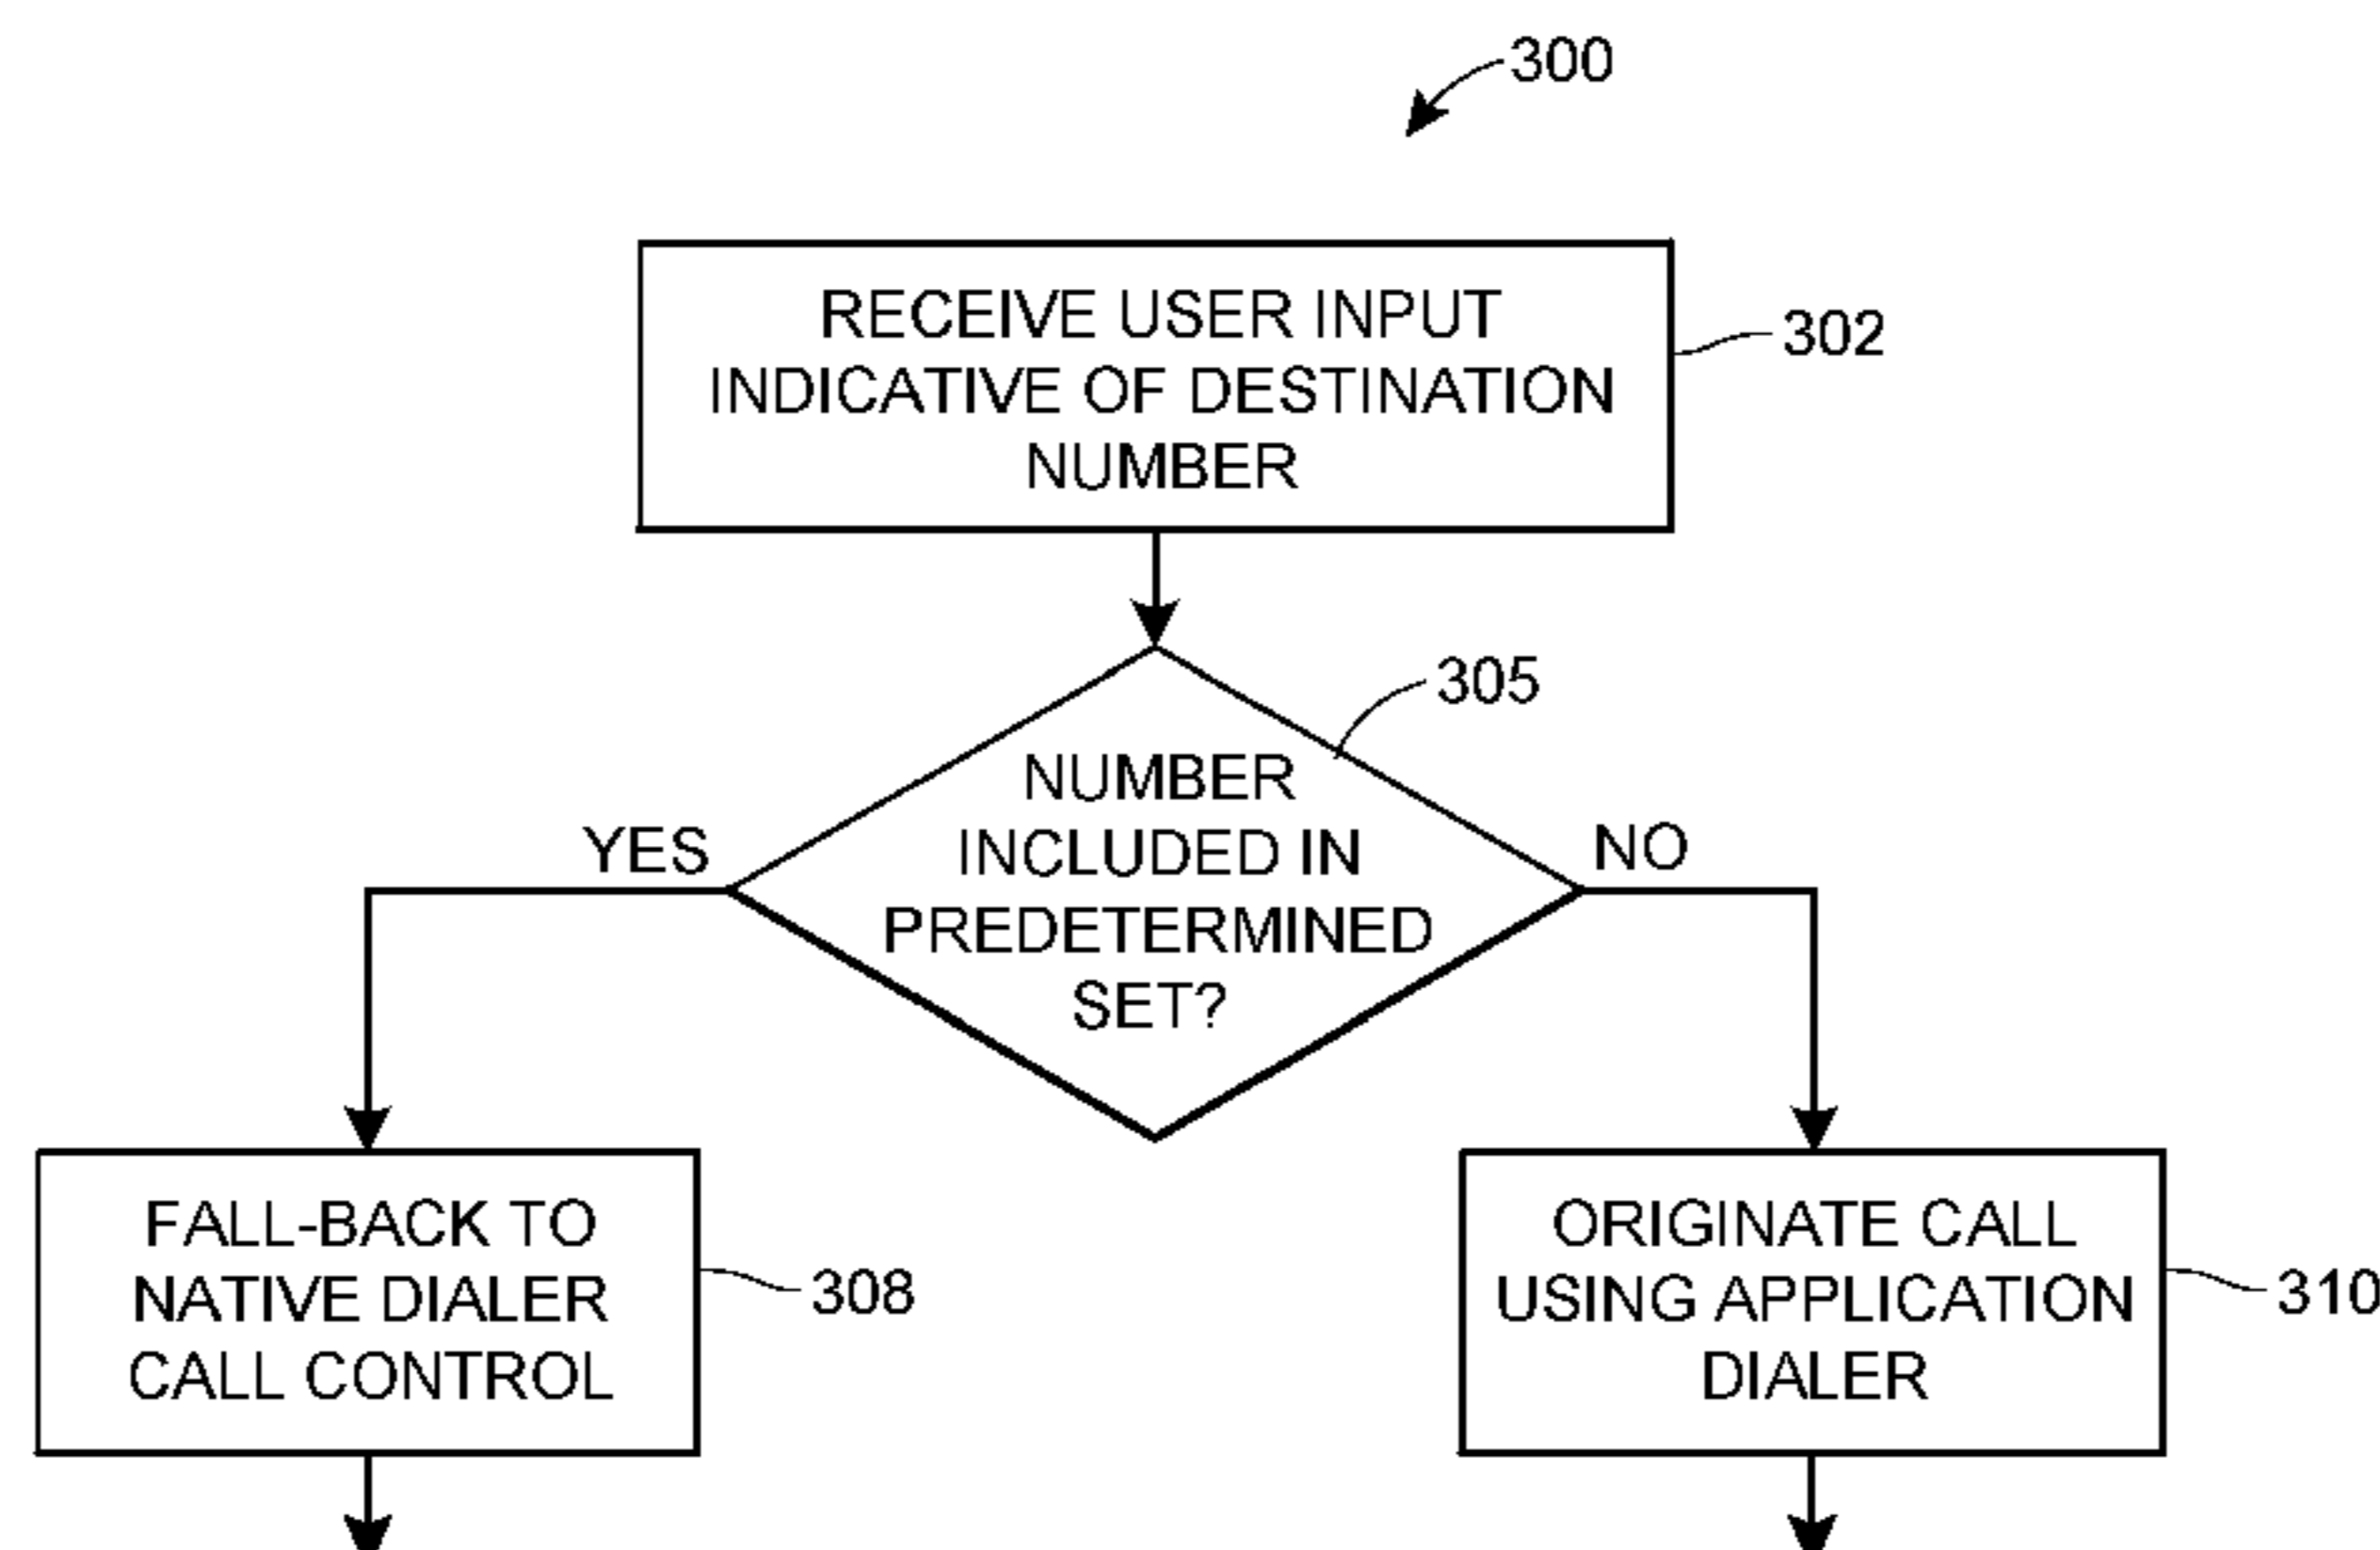 300
RECEIVE USER INPUT
INDICATIVE OF DESTINATION
NUMBER
302
305
NUMBER
INCLUDED IN
PREDETERMINED
SET?
YES
NO
FALL-BACK TO
NATIVE DIALER
CALL CONTROL
308
ORIGINATE CALL
USING APPLICATION
DIALER
310